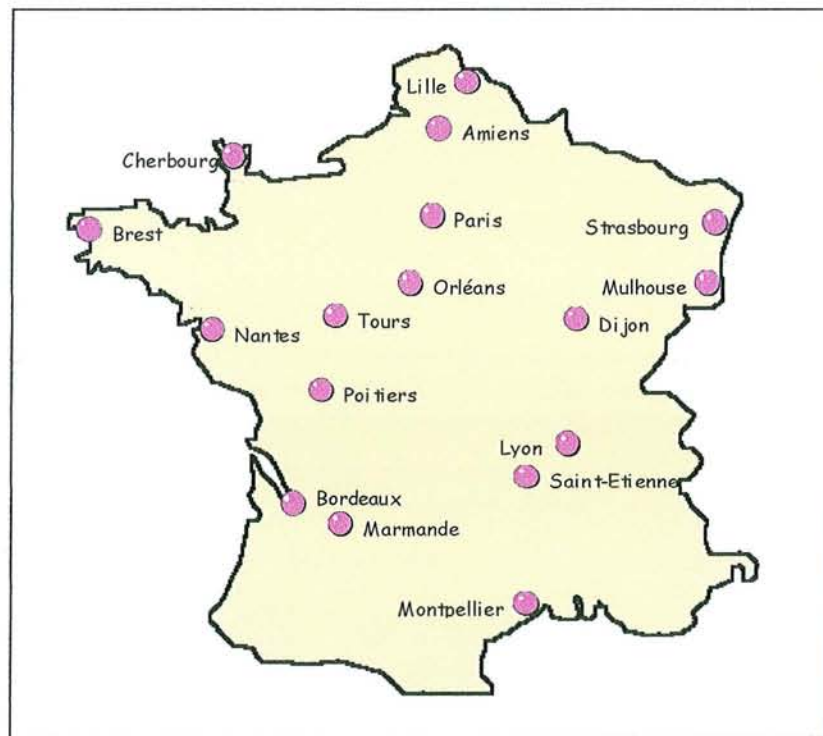 Lille
Amiens
Cherbourg
Paris
Strasbourg
Brest
Orléans
Mulhouse
Tours
Dijon
Nantes
Poitiers
Lyon
Saint-Etienne
Bordeaux
Marmande
Montpellier